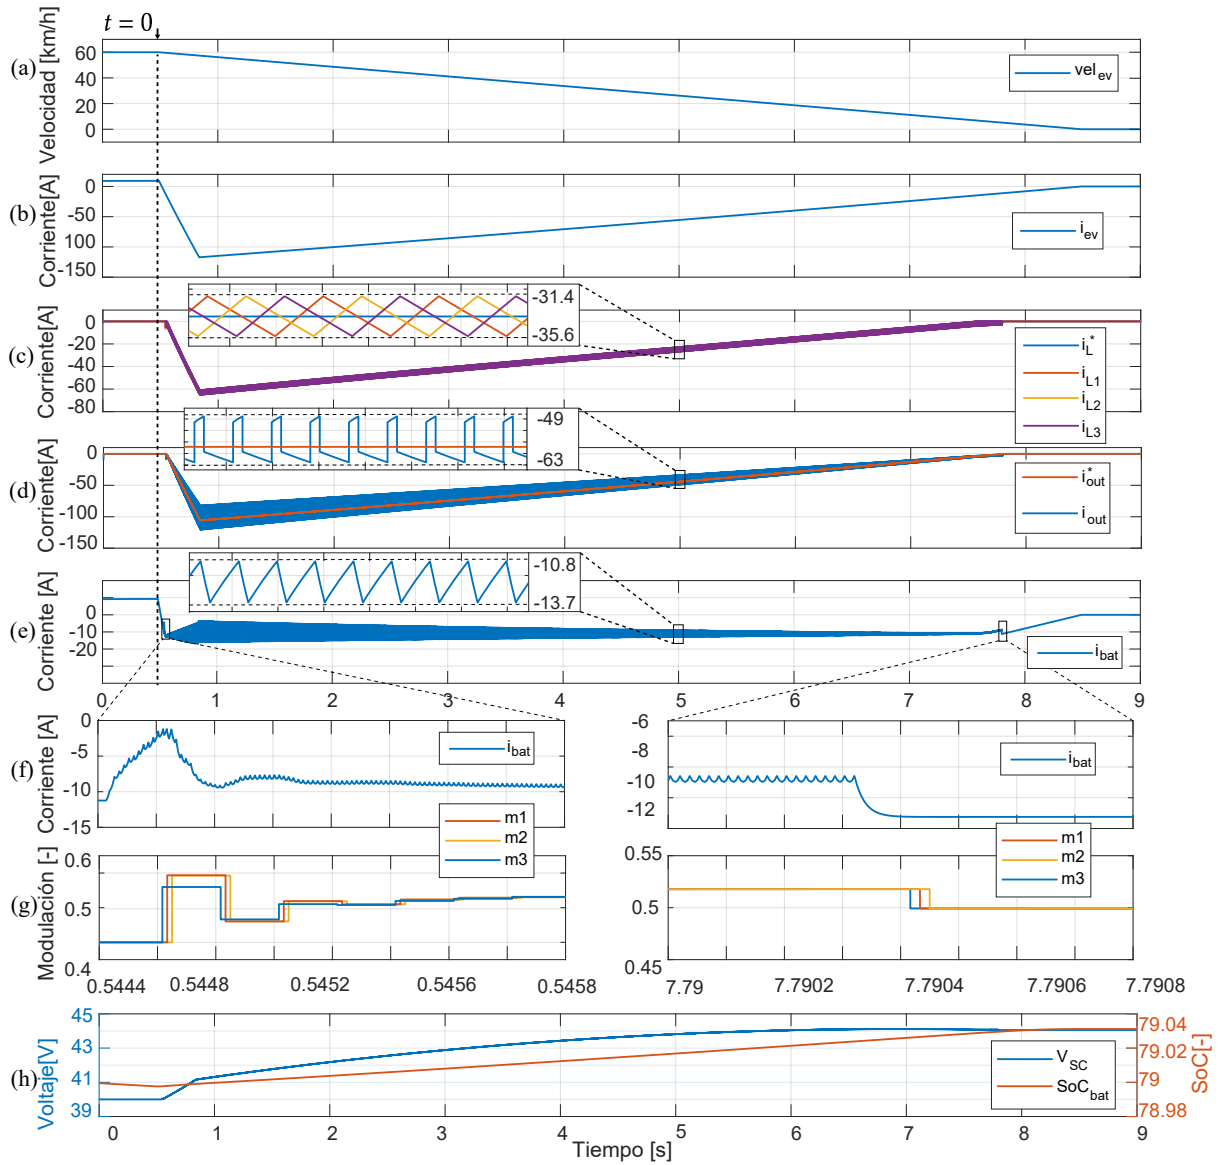 t = 0
(a)
Velocidad [km/h]
60
40
20
0
vel_ev
(b)
Corriente[A]
0
-50
-100
-150
i_ev
(c)
Corriente[A]
0
-20
-40
-60
-80
-31.4
-35.6
i_L^*
i_L1
i_L2
i_L3
(d)
Corriente[A]
0
-50
-100
-150
-49
-63
i_out^*
i_out
(e)
Corriente [A]
0
-10
-20
-10.8
-13.7
i_bat
0 1 2 3 4 5 6 7 8 9
(f)
Corriente [A]
0
-5
-10
-15
i_bat
-6
-8
-10
-12
i_bat
(g)
Modulación [-]
0.6
0.5
0.4
m1
m2
m3
0.5444 0.5448 0.5452 0.5456 0.5458
0.55
0.5
0.45
m1
m2
m3
7.79 7.7902 7.7904 7.7906 7.7908
(h)
Voltaje[V]
45
43
41
39
79.04
79.02
79
78.98
SoC[-]
V_SC
SoC_bat
0 1 2 3 4 5 6 7 8 9
Tiempo [s]